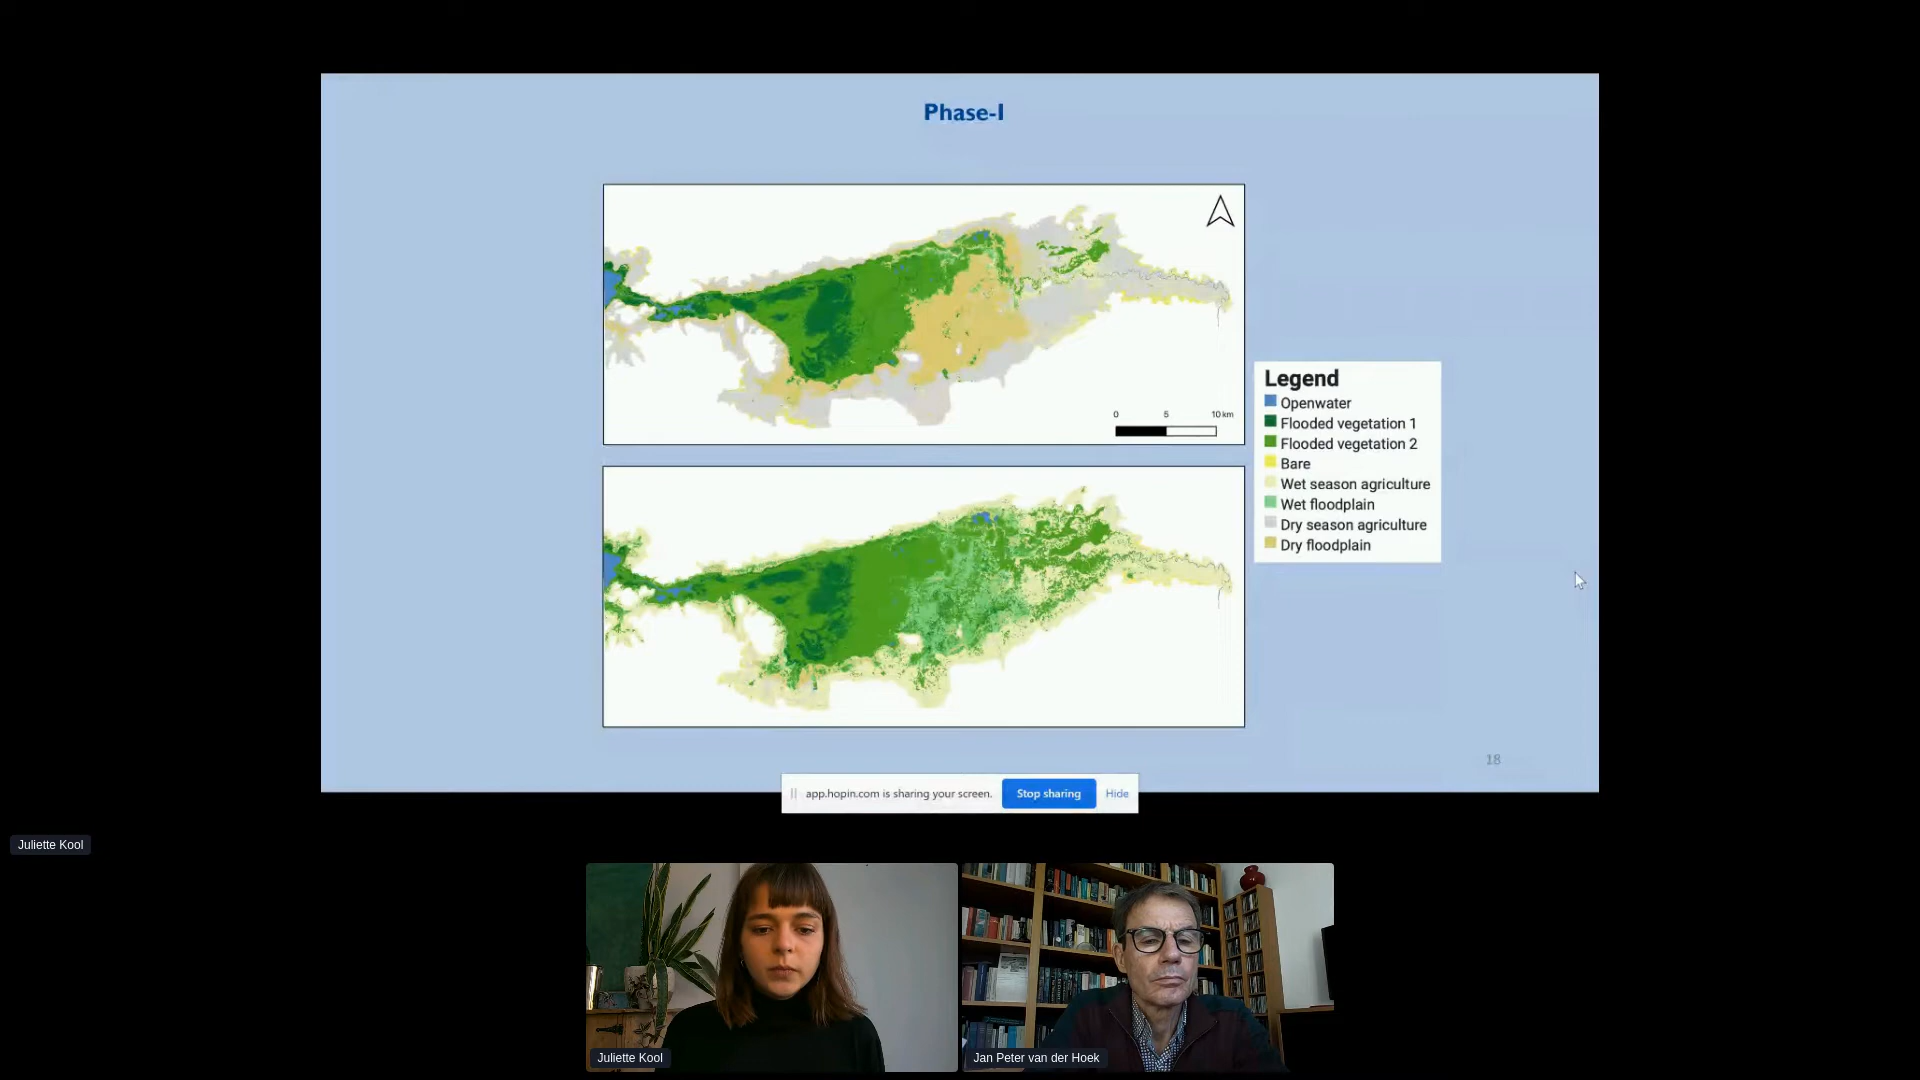 Phase-I
0 5 10 km
Legend
Openwater
Flooded vegetation 1
Flooded vegetation 2
Bare
Wet season agriculture
Wet floodplain
Dry season agriculture
Dry floodplain
18
app.hopin.com is sharing your screen. Stop sharing Hide
Juliette Kool
Juliette Kool
Jan Peter van der Hoek